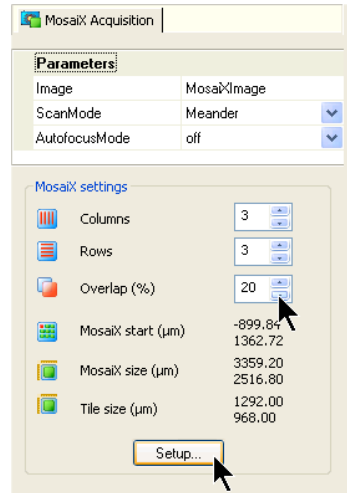 MosaiX Acquisition
Parameters
Image MosaiXImage
ScanMode Meander
AutofocusMode off
MosaiX settings
Columns 3
Rows 3
Overlap (%) 20
MosaiX start (µm) -899.84
1362.72
MosaiX size (µm) 3359.20
2516.80
Tile size (µm) 1292.00
968.00
Setup...